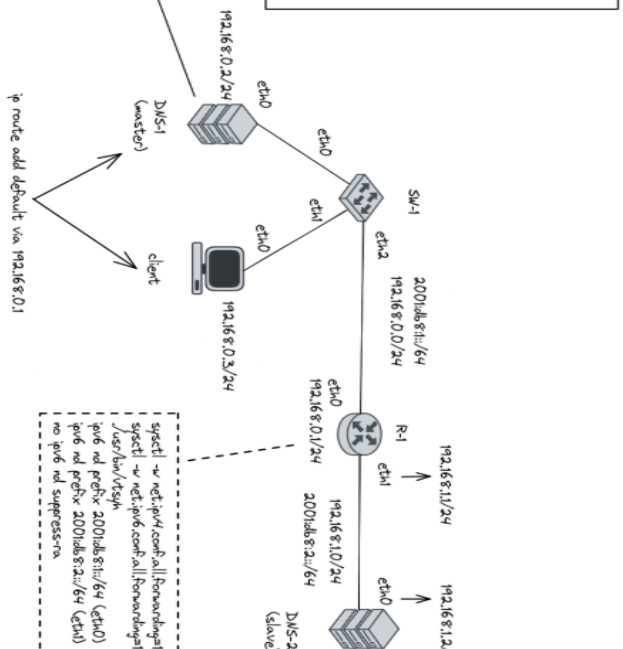 SW-1
eth0
eth1
eth2
2001:db8:1::/64
192.168.0.0/24
R-1
eth0
192.168.0.1/24
eth1
192.168.1.1/24
192.168.1.0/24
2001:db8:2::/64
eth0
192.168.1.2
DNS-2
(slave)
192.168.0.2/24
eth0
DNS-1
(master)
eth0
client
192.168.0.3/24
ip route add default via 192.168.0.1
sysctl -w net.ipv4.conf.all.forwarding=1
sysctl -w net.ipv6.conf.all.forwarding=1
/usr/bin/vtysh
ipv6 nd prefix 2001:db8:1::/64 (eth0)
ipv6 nd prefix 2001:db8:2::/64 (eth1)
no ipv6 nd suppress-ra